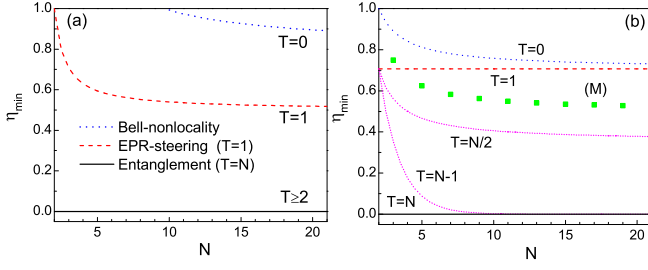 (a)
1.0
0.8
0.6
0.4
0.2
0.0
η_min
T=0
T=1
Bell-nonlocality
EPR-steering (T=1)
Entanglement (T=N)
T≥2
5 10 15 20
N
(b)
1.0
0.8
0.6
0.4
0.2
0.0
η_min
T=0
T=1
(M)
T=N/2
T=N-1
T=N
5 10 15 20
N